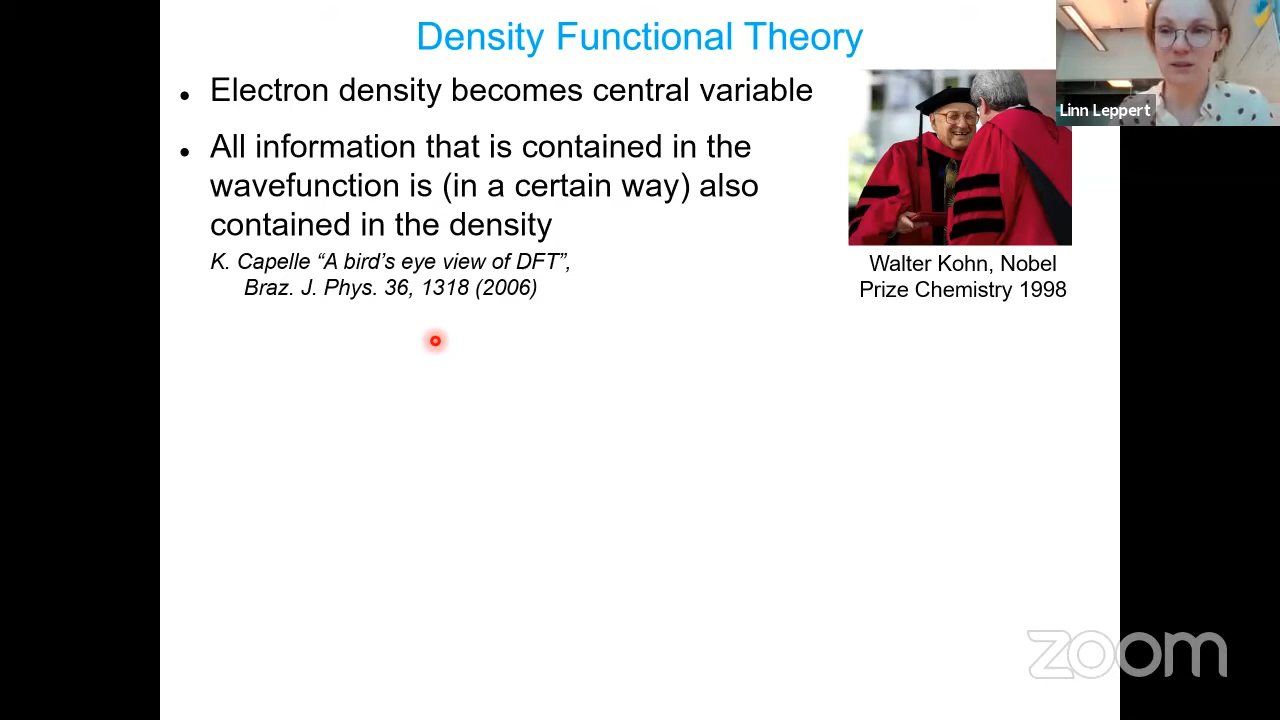 Density Functional Theory
• Electron density becomes central variable
• All information that is contained in the
wavefunction is (in a certain way) also
contained in the density
K. Capelle “A bird’s eye view of DFT”,
Braz. J. Phys. 36, 1318 (2006)
Linn Leppert
Walter Kohn, Nobel
Prize Chemistry 1998
zoom